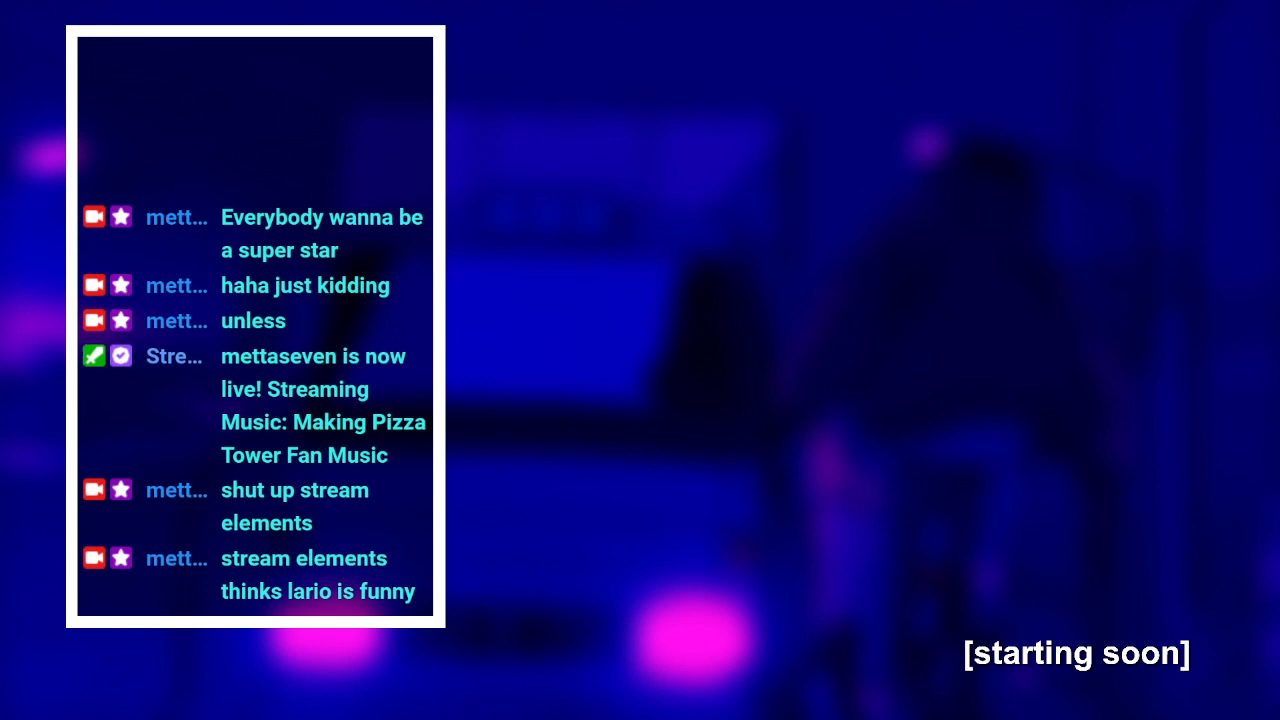 mett... Everybody wanna be
a super star
mett... haha just kidding
mett... unless
Stre... mettaseven is now
live! Streaming
Music: Making Pizza
Tower Fan Music
mett... shut up stream
elements
mett... stream elements
thinks lario is funny
[starting soon]